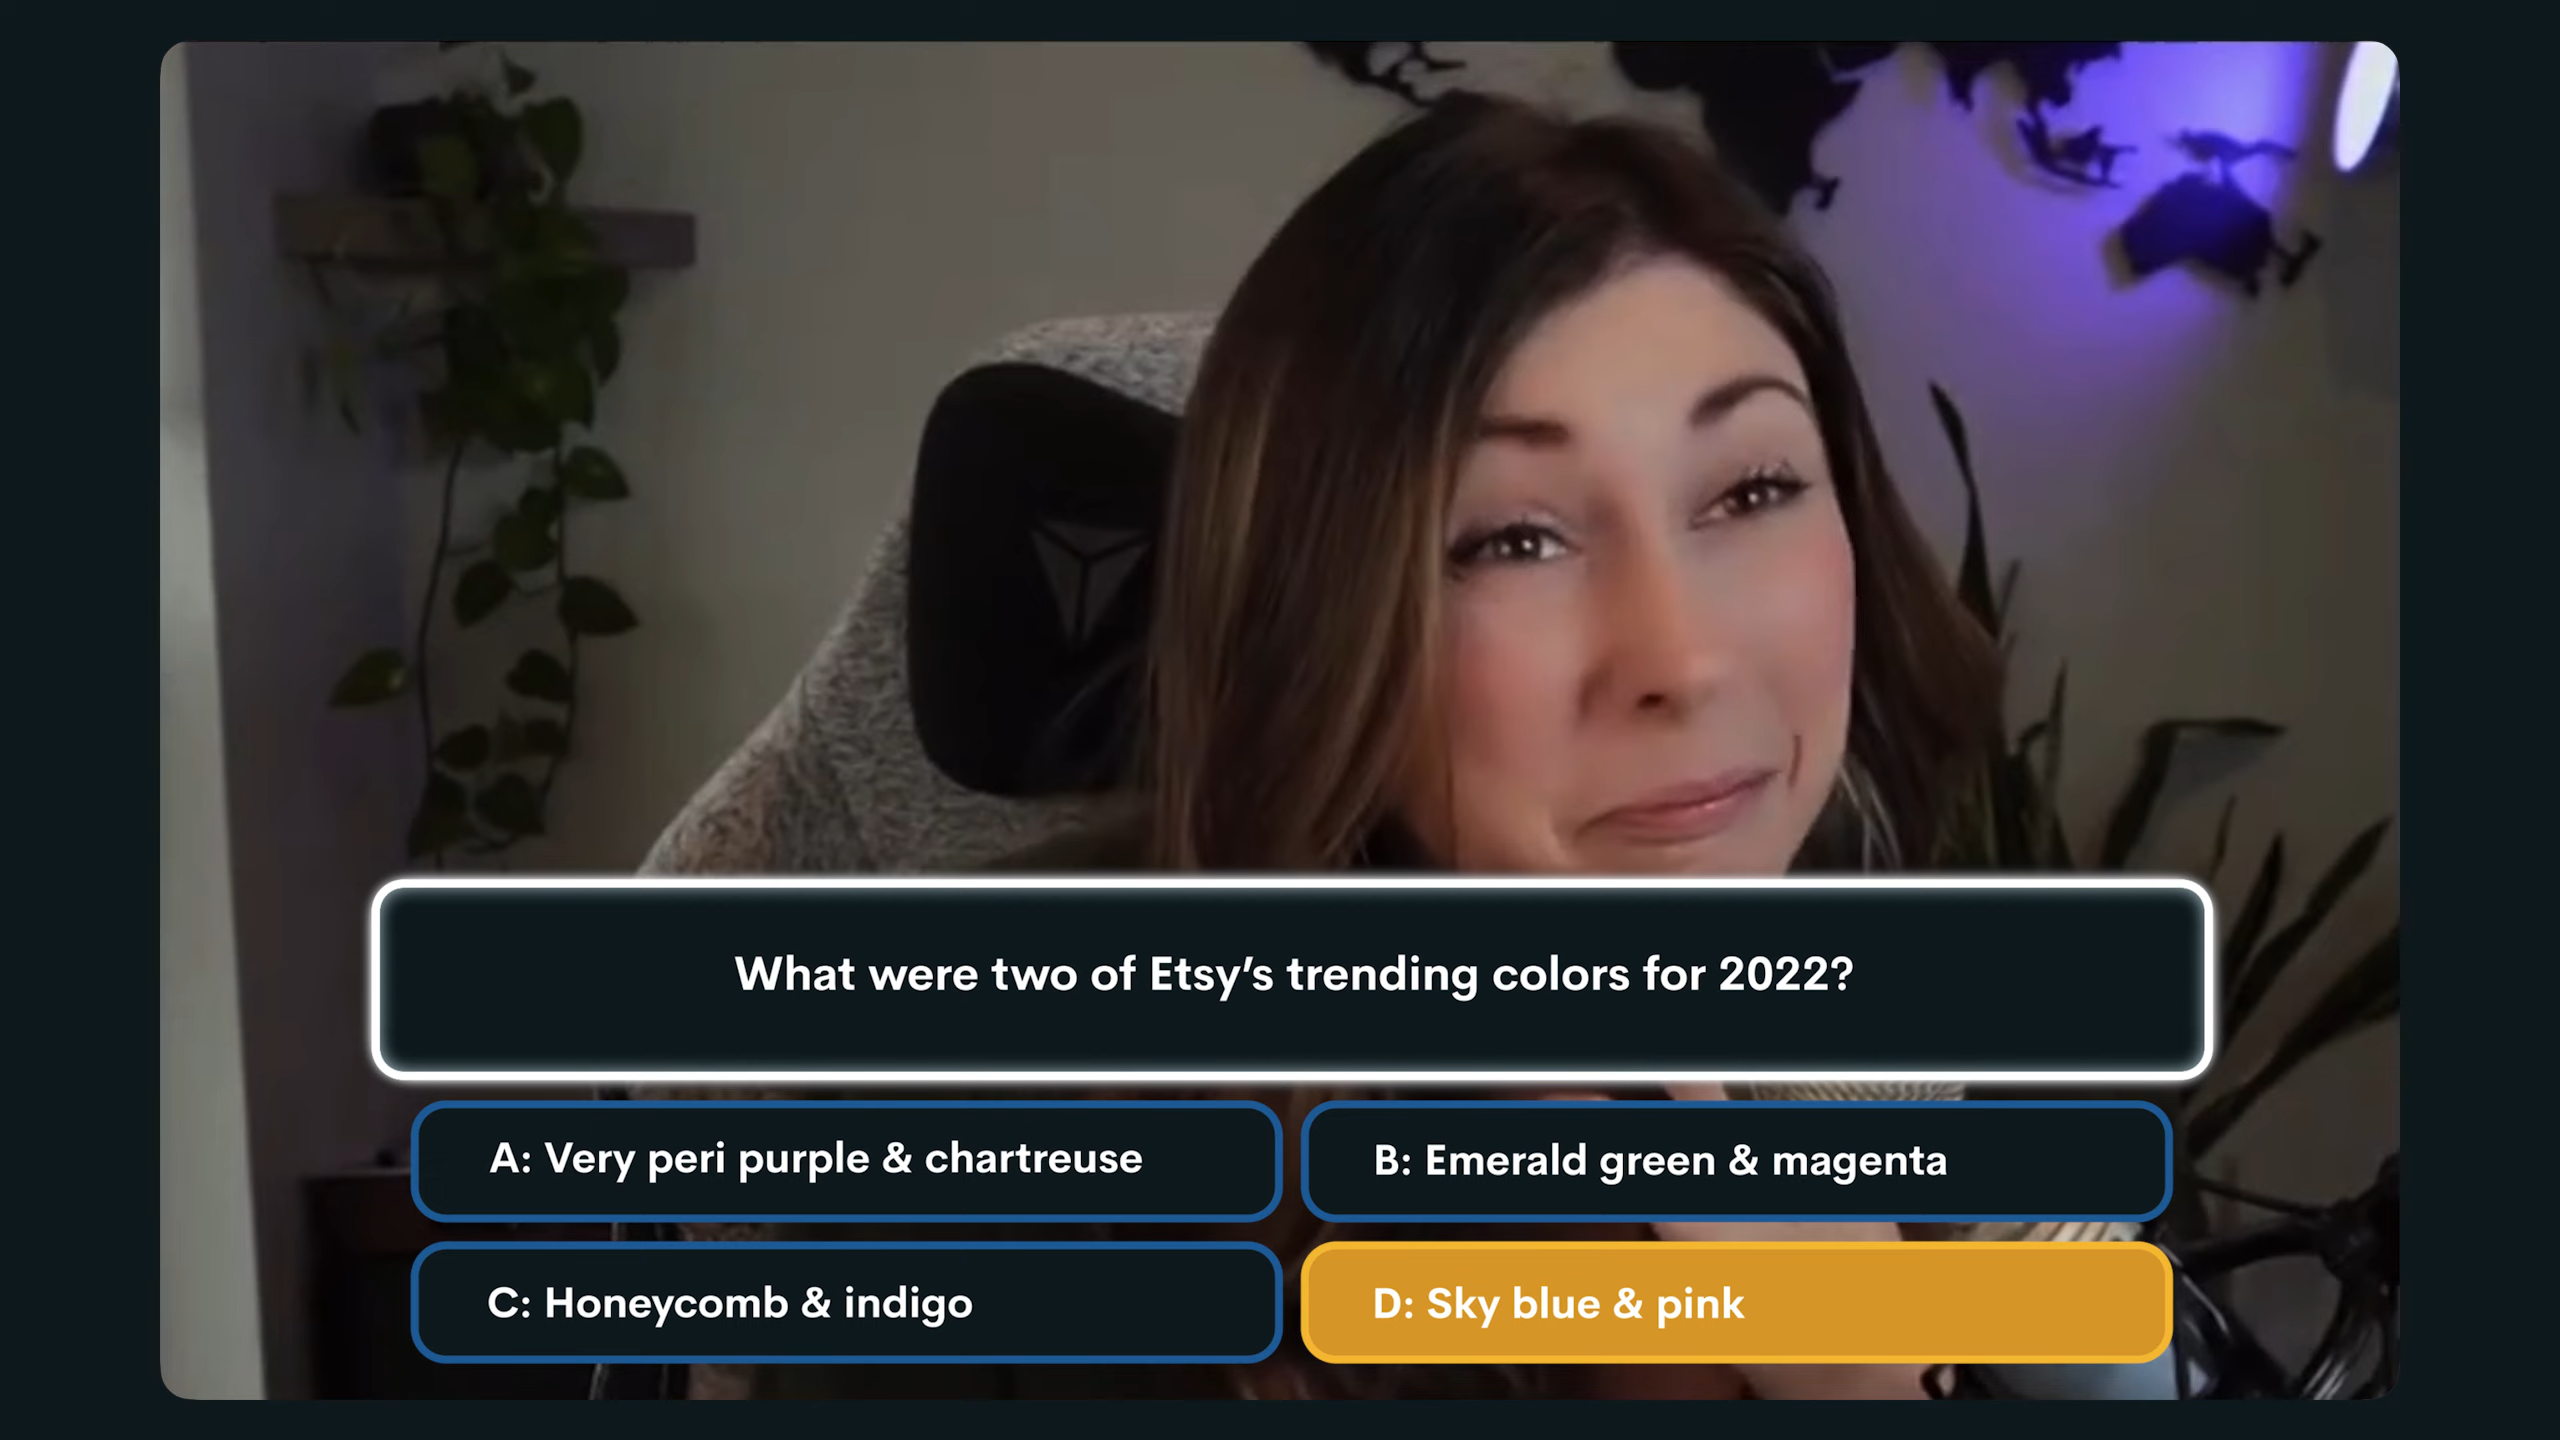 What were two of Etsy’s trending colors for 2022?
A: Very peri purple & chartreuse
B: Emerald green & magenta
C: Honeycomb & indigo
D: Sky blue & pink